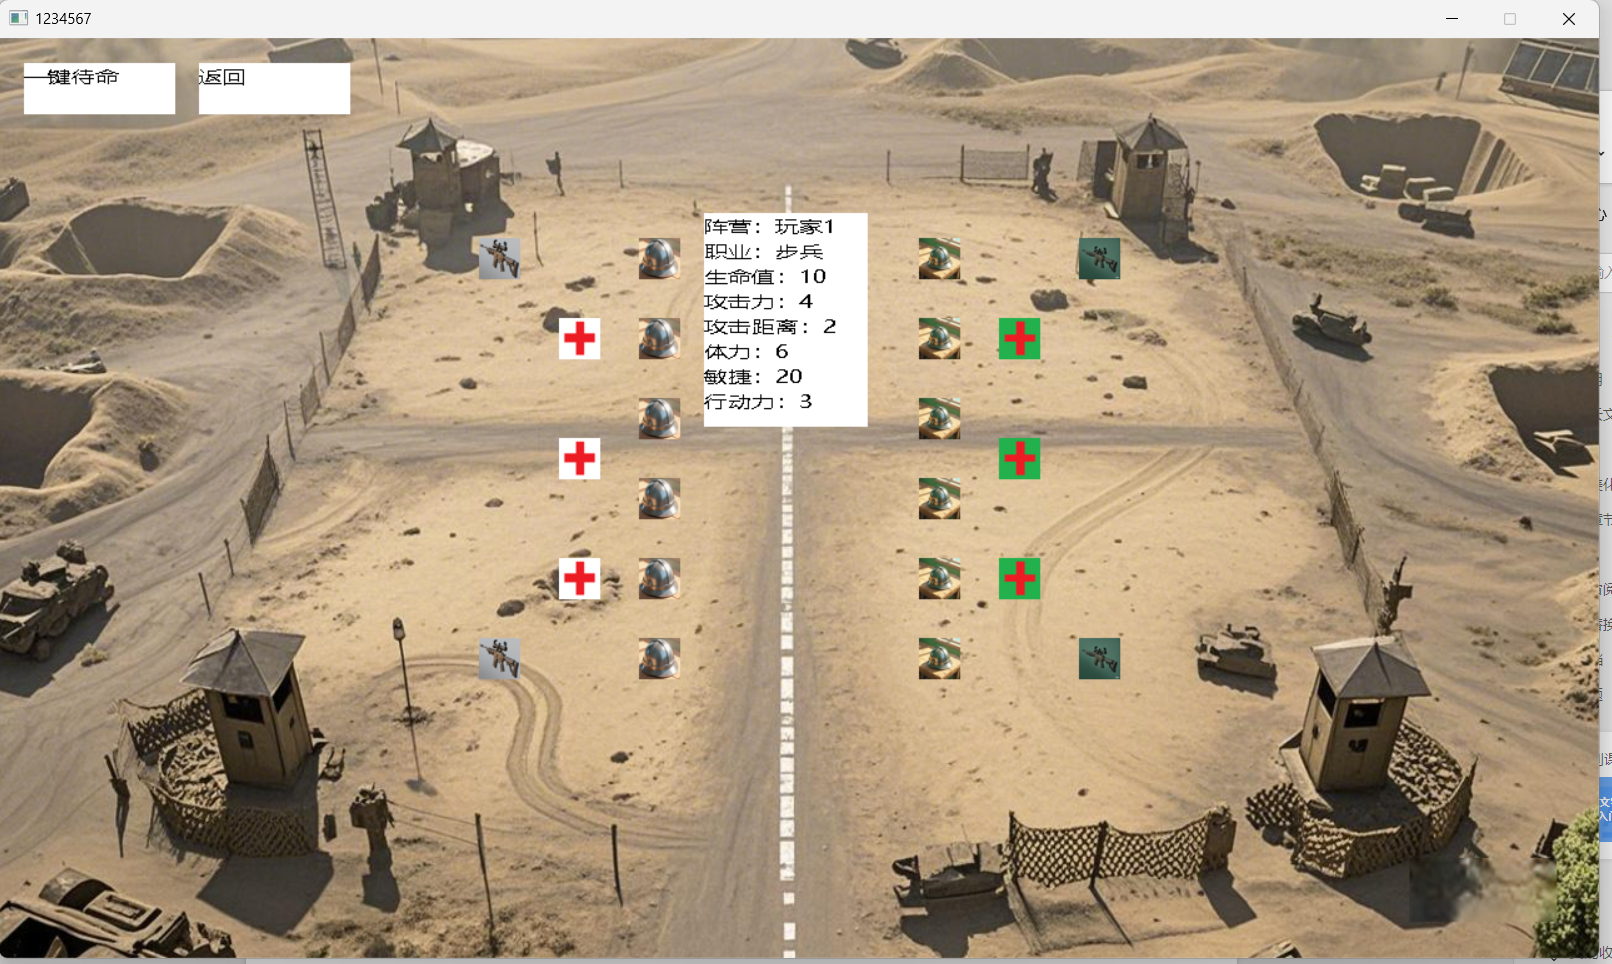 1234567
一键待命
返回
阵营：玩家1
职业：步兵
生命值：10
攻击力：4
攻击距离：2
体力：6
敏捷：20
行动力：3